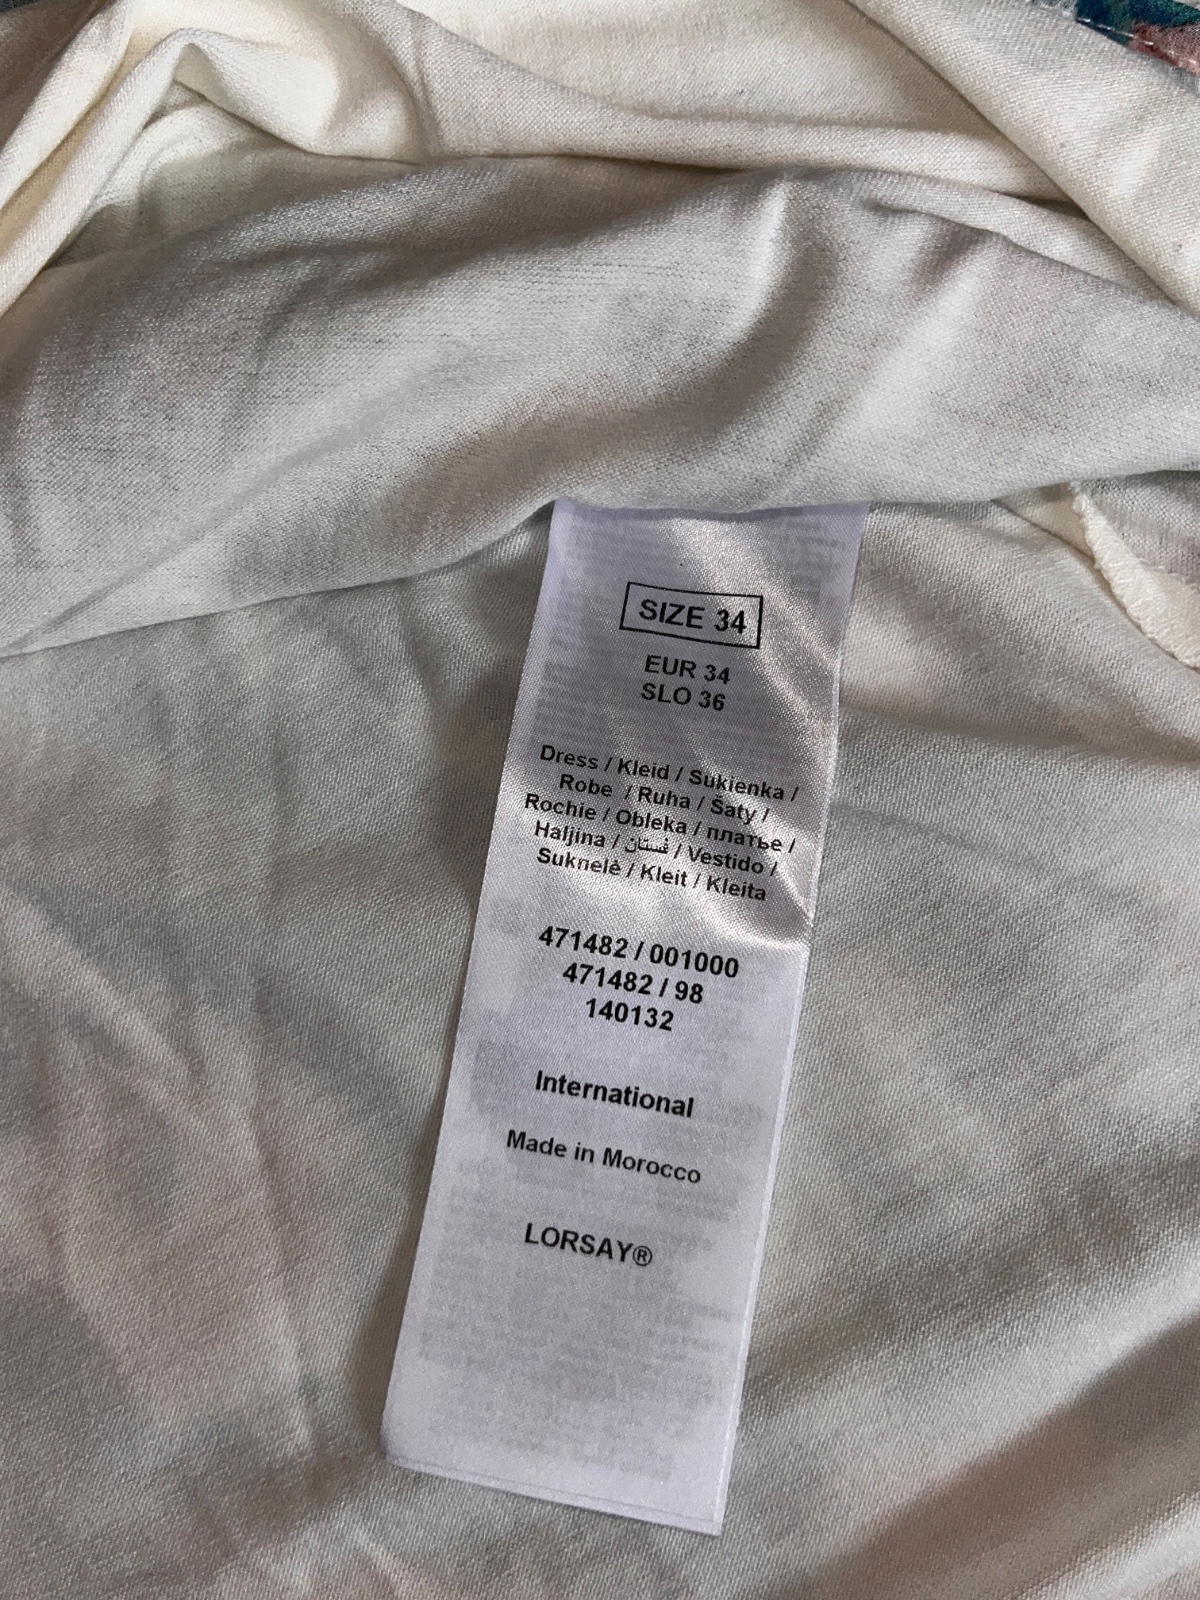 SIZE 34
EUR 34
SLO 36
Dress / Kleid / Sukienka /
Robe / Ruha / Šaty /
Rochie / Obleka / платье /
Haljina / فستان / Vestido /
Suknelė / Kleit / Kleita
471482 / 001000
471482 / 98
140132
International
Made in Morocco
LORSAY®